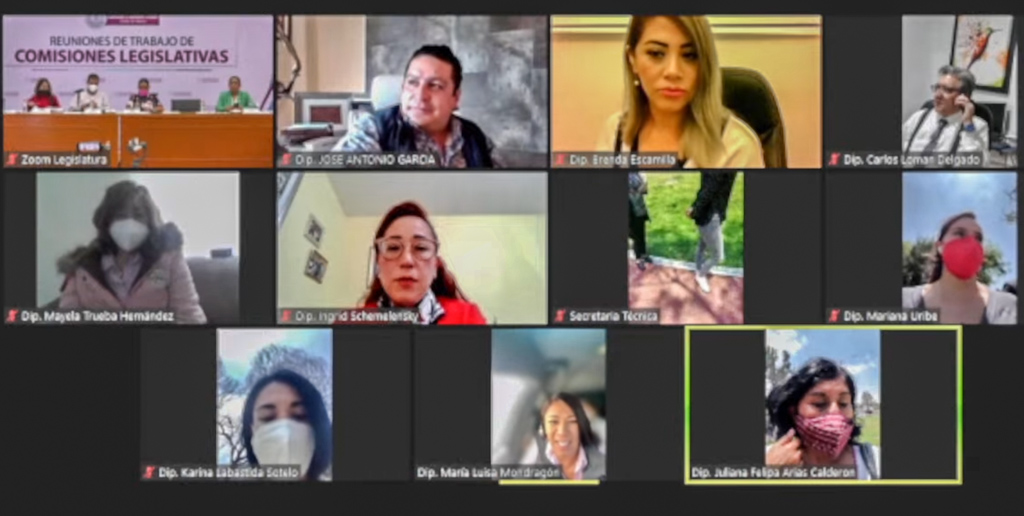 REUNIONES DE TRABAJO DE
COMISIONES LEGISLATIVAS
Zoom Legislatura
Dip. JOSE ANTONIO GARCIA
Dip. Brenda Escamilla
Dip. Carlos Loman Delgado
Dip. Mayela Trueba Hernández
Dip. Ingrid Schemelensky
Secretaria Técnica
Dip. Mariana Uribe
Dip. Karina Labastida Sotelo
Dip. María Luisa Mondragón
Dip. Juliana Felipa Arias Calderon